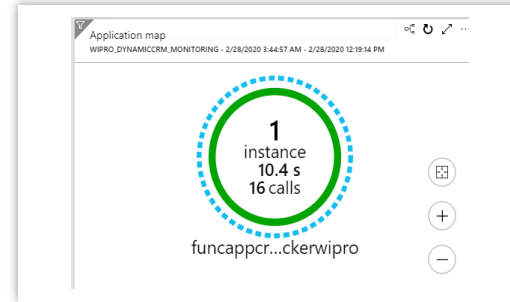 Application map
WIPRO_DYNAMICCRM_MONITORING - 2/28/2020 3:44:57 AM - 2/28/2020 12:19:14 PM
1
instance
10.4 s
16 calls
funcappcr...ckerwipro